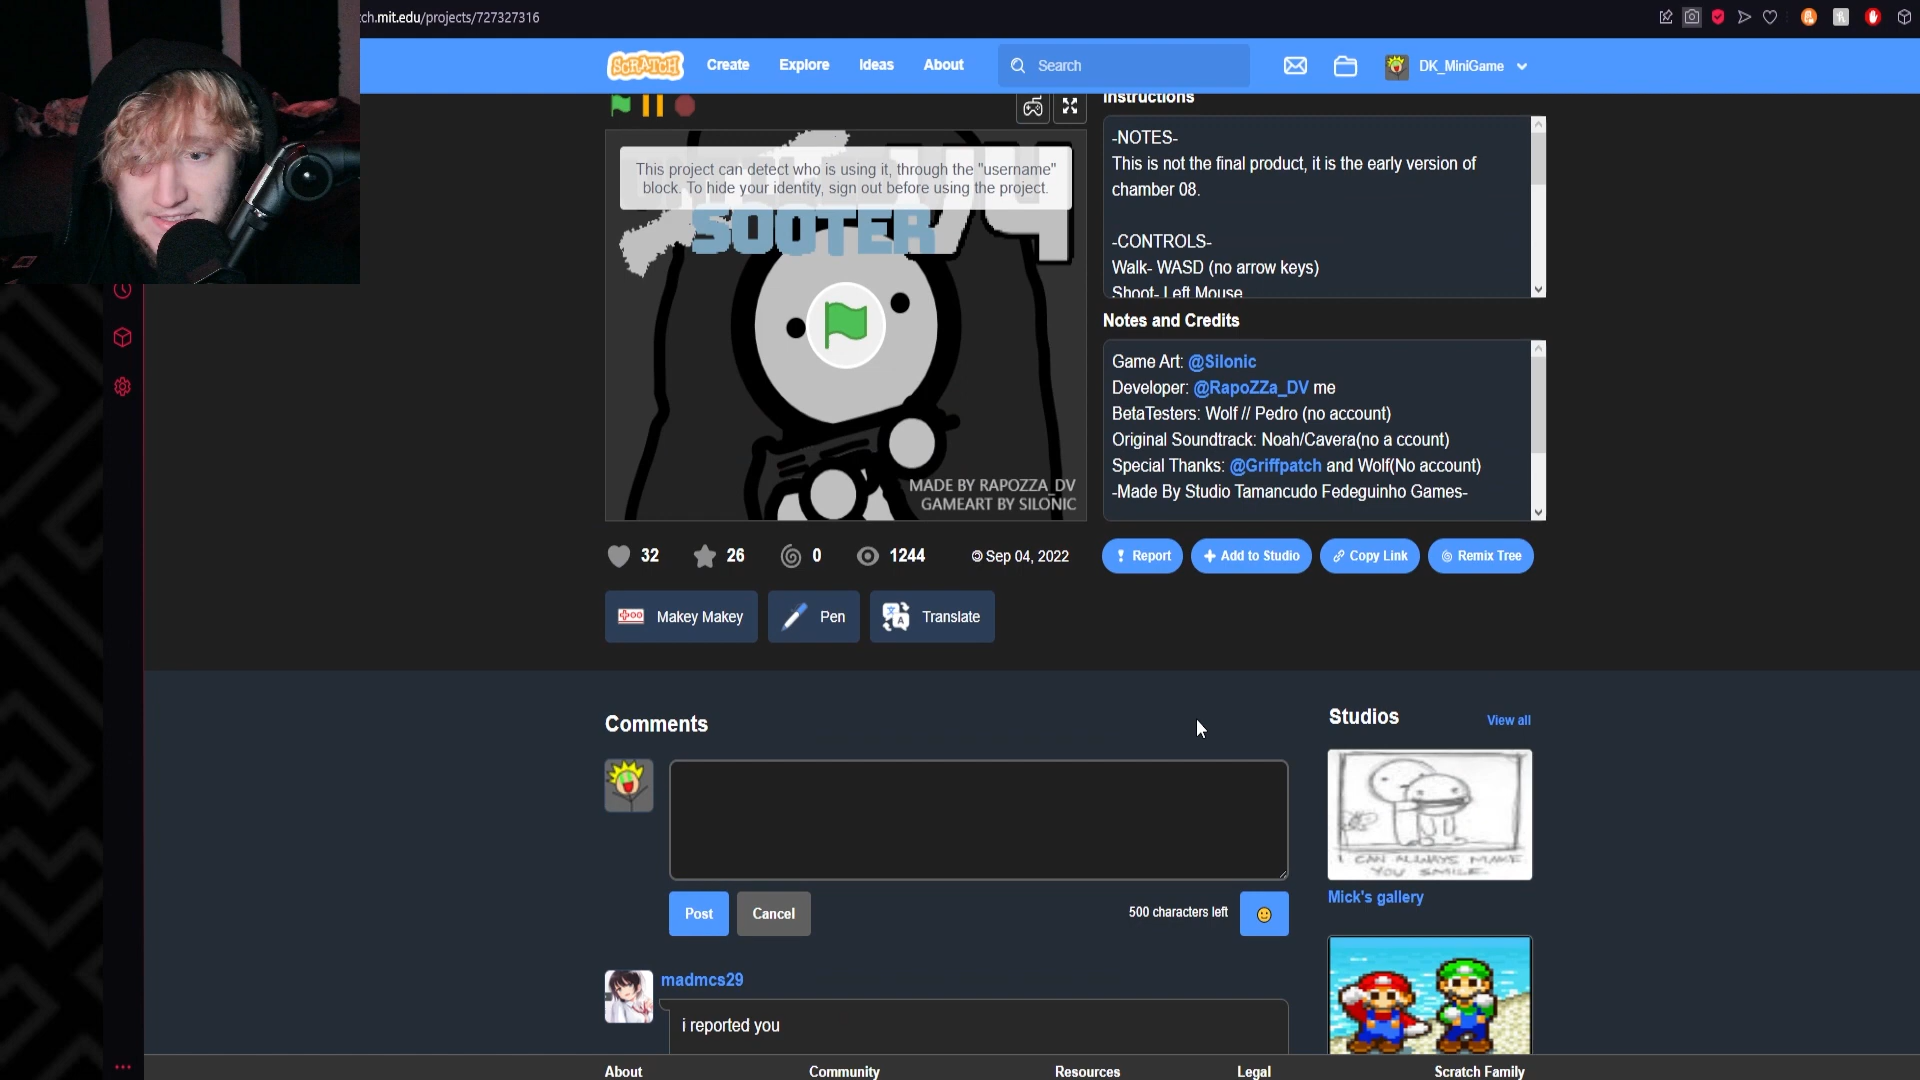 ch.mit.edu/projects/727327316
SCRATCH
Create
Explore
Ideas
About
Search
DK_MiniGame
Instructions
This project can detect who is using it, through the "username"
block. To hide your identity, sign out before using the project.
SOOTER
MADE BY RAPOZZA_DV
GAMEART BY SILONIC
-NOTES-
This is not the final product, it is the early version of
chamber 08.
-CONTROLS-
Walk- WASD (no arrow keys)
Shoot- Left Mouse
Notes and Credits
Game Art: @Silonic
Developer: @RapoZZa_DV me
BetaTesters: Wolf // Pedro (no account)
Original Soundtrack: Noah/Cavera(no a ccount)
Special Thanks: @Griffpatch and Wolf(No account)
-Made By Studio Tamancudo Fedeguinho Games-
32
26
0
1244
© Sep 04, 2022
Report
Add to Studio
Copy Link
Remix Tree
Makey Makey
Pen
Translate
Comments
Studios
View all
I CAN ALWAYS MAKE
YOU SMILE.
Mick's gallery
Post
Cancel
500 characters left
madmcs29
i reported you
About
Community
Resources
Legal
Scratch Family